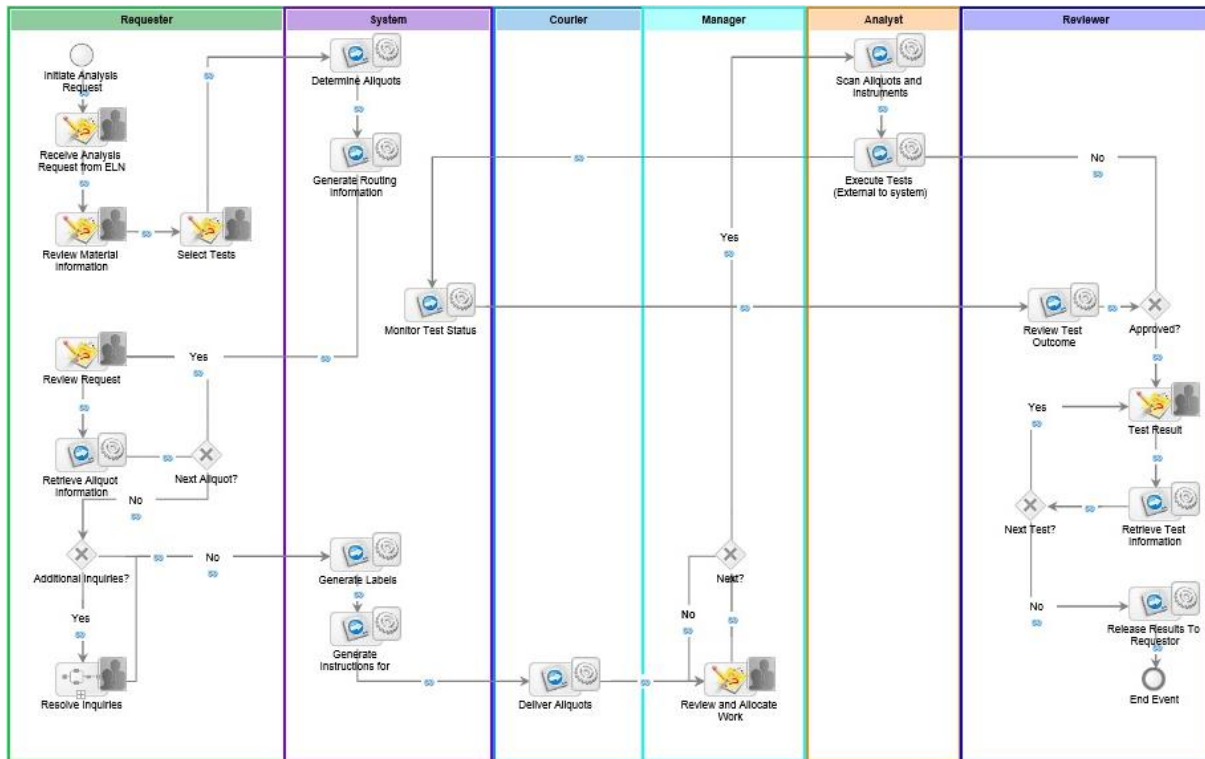 Requester
System
Courier
Manager
Analyst
Reviewer
Initiate Analysis
Request
Receive Analysis
Request from ELN
Review Material
Information
Select Tests
Determine Aliquots
Generate Routing
Information
Scan Aliquots and
Instruments
Execute Tests
(External to system)
No
Yes
Monitor Test Status
Review Test
Outcome
Approved?
Review Request
Yes
Retrieve Aliquot
Information
Next Aliquot?
No
Yes
Test Result
Next Test?
Retrieve Test
Information
Additional Inquiries?
No
Generate Labels
Next?
Yes
No
No
Release Results To
Requestor
Generate
Instructions for
Resolve Inquiries
Deliver Aliquots
Review and Allocate
Work
End Event